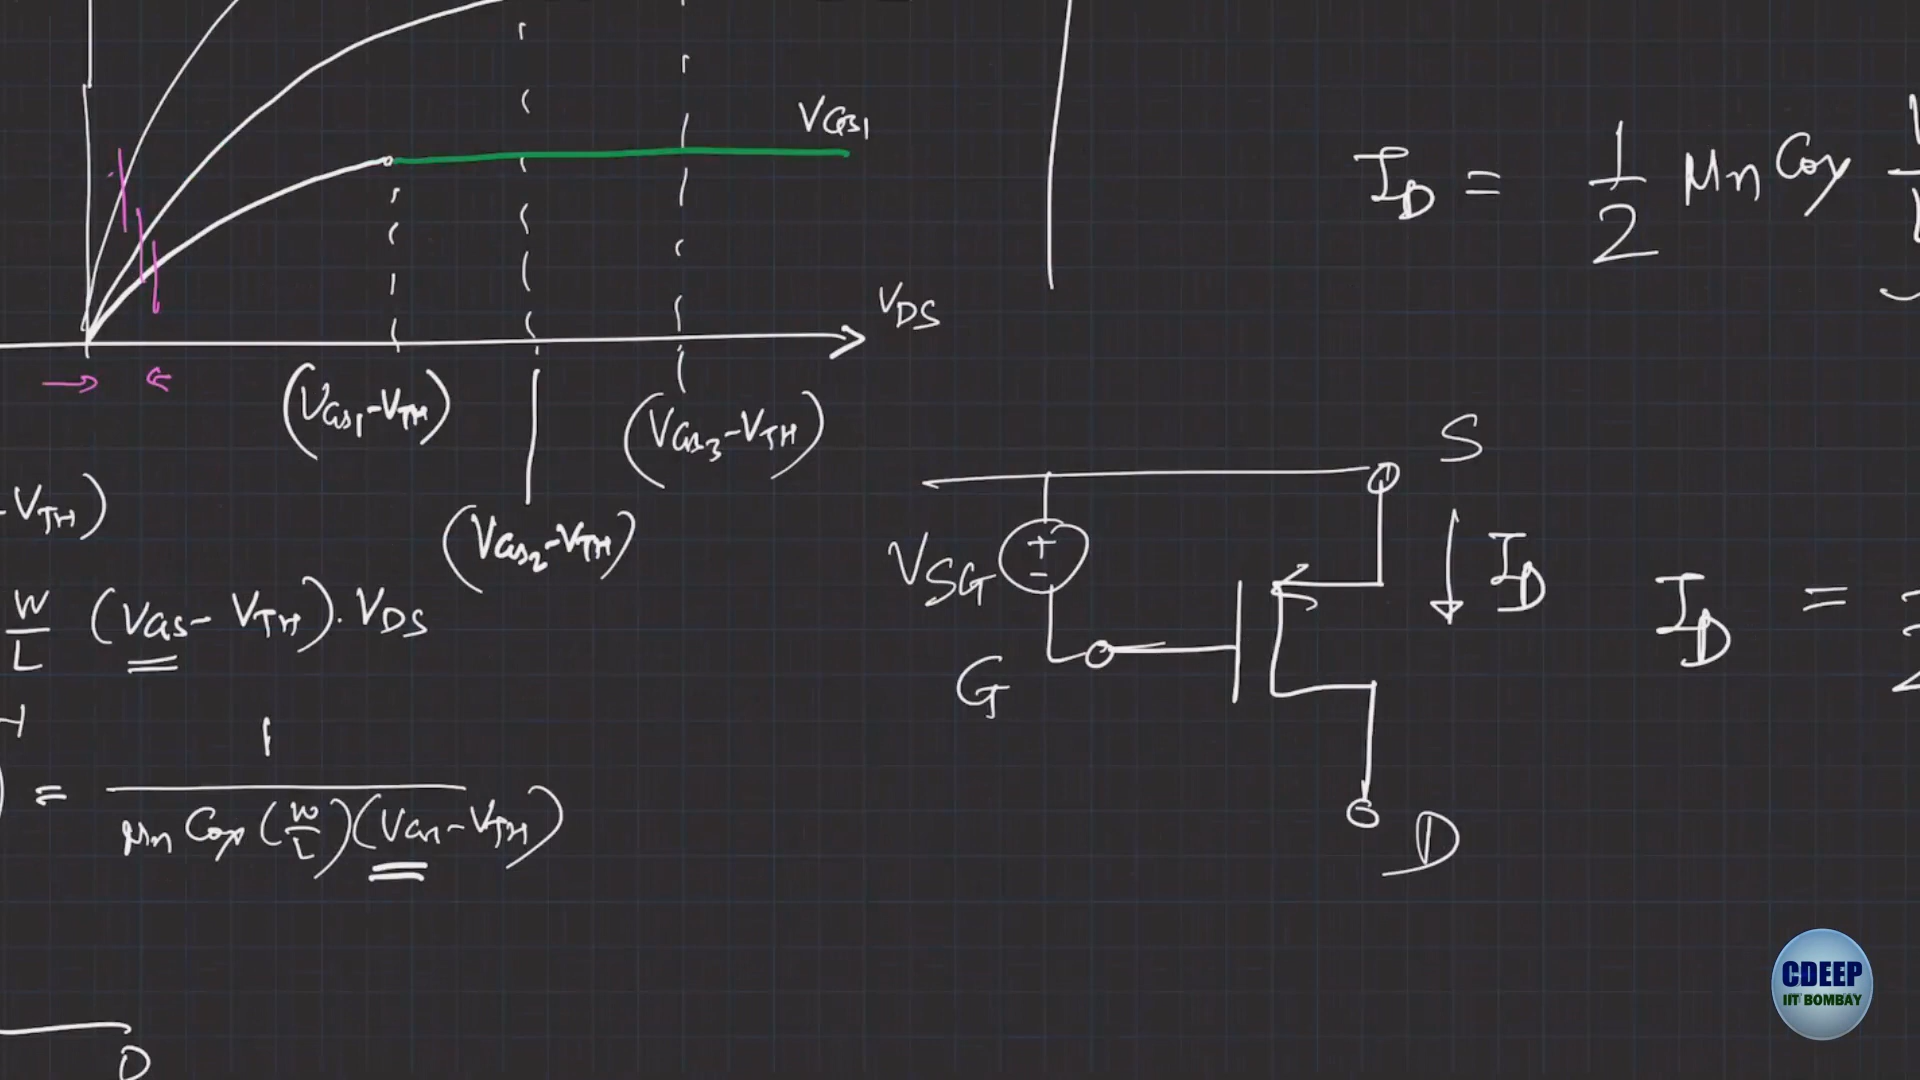 VGS1
ID = 1/2 μn Cox
VDS
(VGS1-VTH)
(VGS3-VTH)
(VGS2-VTH)
-VTH)
W/L (VGS-VTH).VDS
= 1/(μn Cox (W/L)(VGS-VTH))
S
VSG
+
-
G
ID
ID =
D
D
CDEEP
IIT BOMBAY